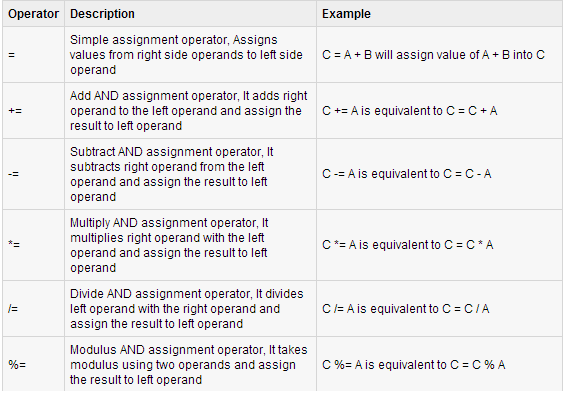 Operator Description Example
= Simple assignment operator, Assigns
values from right side operands to left side
operand
C = A + B will assign value of A + B into C
+= Add AND assignment operator, It adds right
operand to the left operand and assign the
result to left operand
C += A is equivalent to C = C + A
-= Subtract AND assignment operator, It
subtracts right operand from the left
operand and assign the result to left
operand
C -= A is equivalent to C = C - A
*= Multiply AND assignment operator, It
multiplies right operand with the left
operand and assign the result to left
operand
C *= A is equivalent to C = C * A
/= Divide AND assignment operator, It divides
left operand with the right operand and
assign the result to left operand
C /= A is equivalent to C = C / A
%= Modulus AND assignment operator, It takes
modulus using two operands and assign
the result to left operand
C %= A is equivalent to C = C % A